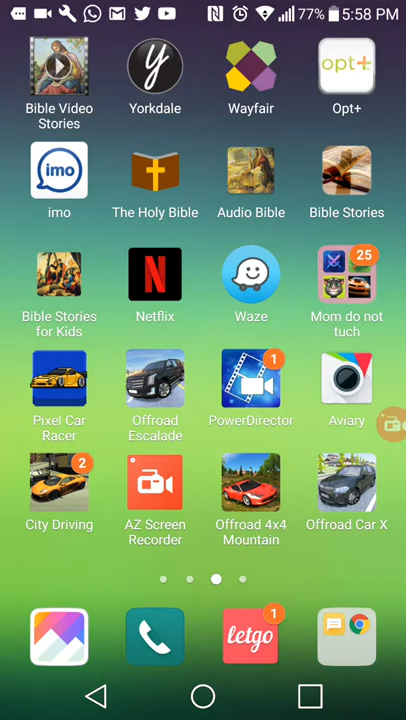 77% 5:58 PM
y
opt+
Bible Video Stories
Yorkdale
Wayfair
Opt+
imo
imo
The Holy Bible
Audio Bible
Bible Stories
N
25
Bible Stories for Kids
Netflix
Waze
Mom do not tuch
1
Pixel Car Racer
Offroad Escalade
PowerDirector
Aviary
2
City Driving
AZ Screen Recorder
Offroad 4x4 Mountain
Offroad Car X
letgo
1